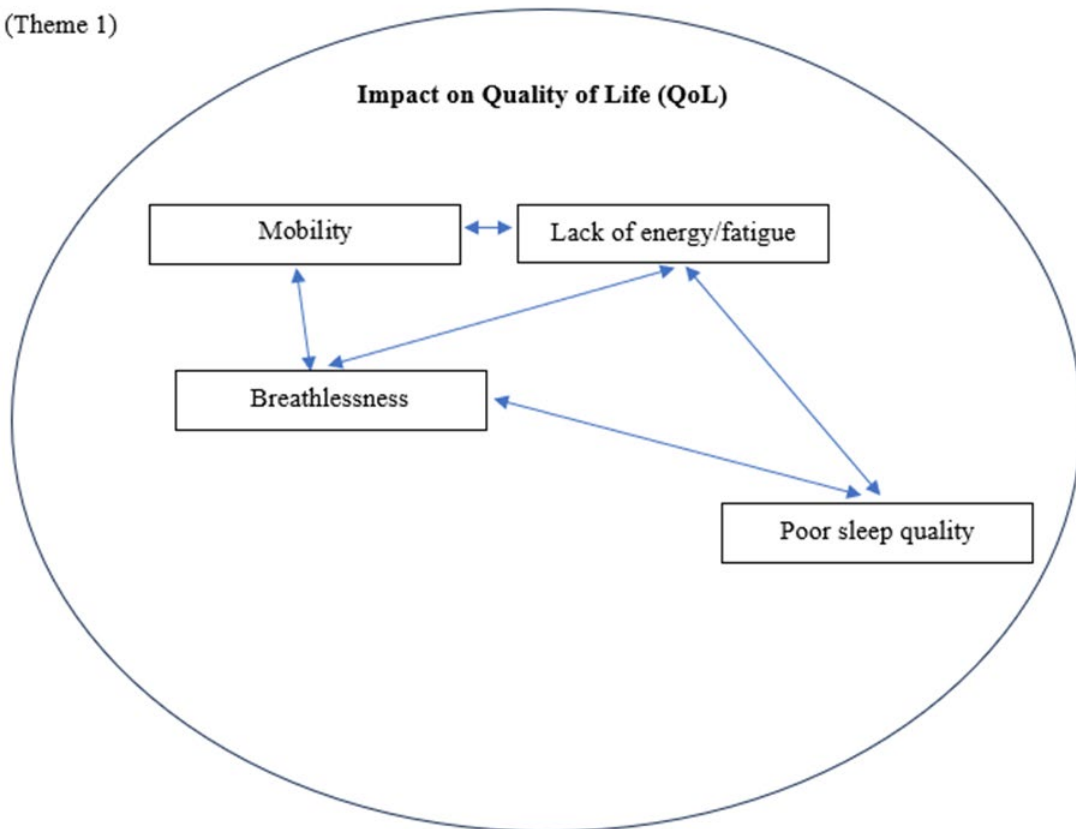 (Theme 1)
Impact on Quality of Life (QoL)
Mobility
Lack of energy/fatigue
Breathlessness
Poor sleep quality